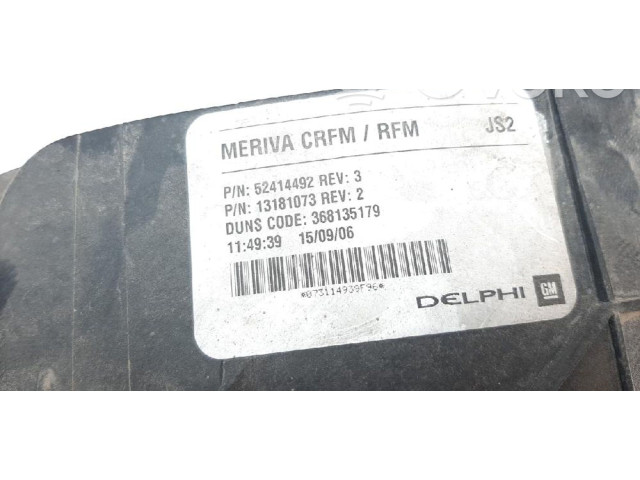 MERIVA CRFM / RFM JS2
P/N: 52414492 REV: 3
P/N: 13181073 REV: 2
DUNS CODE: 368135179
11:49:39 15/09/06
*073114939F96*
DELPHI GM